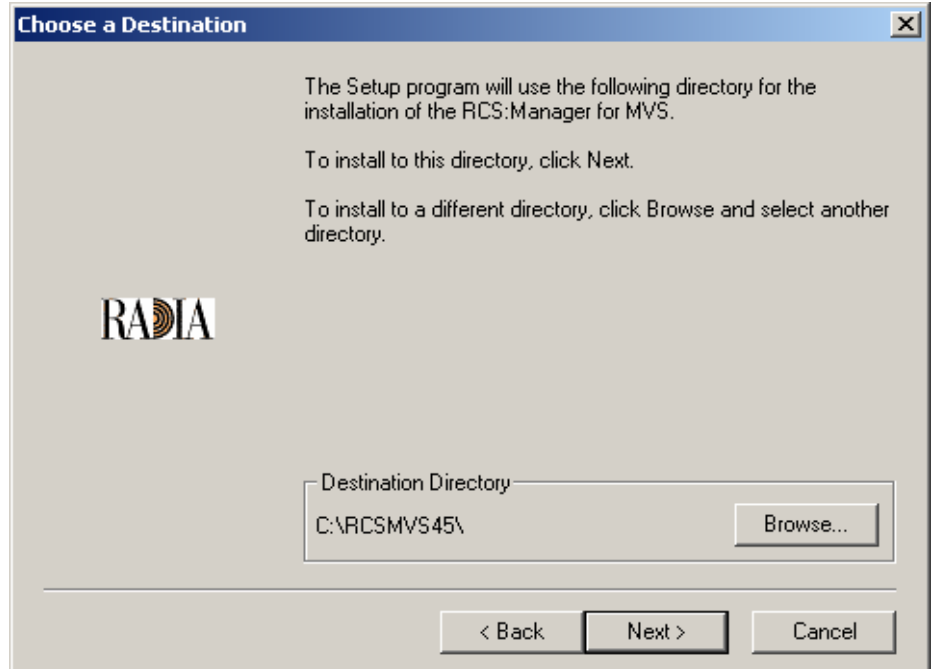 Choose a Destination
The Setup program will use the following directory for the
installation of the RCS:Manager for MVS.
To install to this directory, click Next.
To install to a different directory, click Browse and select another
directory.
RADIA
Destination Directory
C:\RCSMVS45\
Browse...
< Back
Next >
Cancel